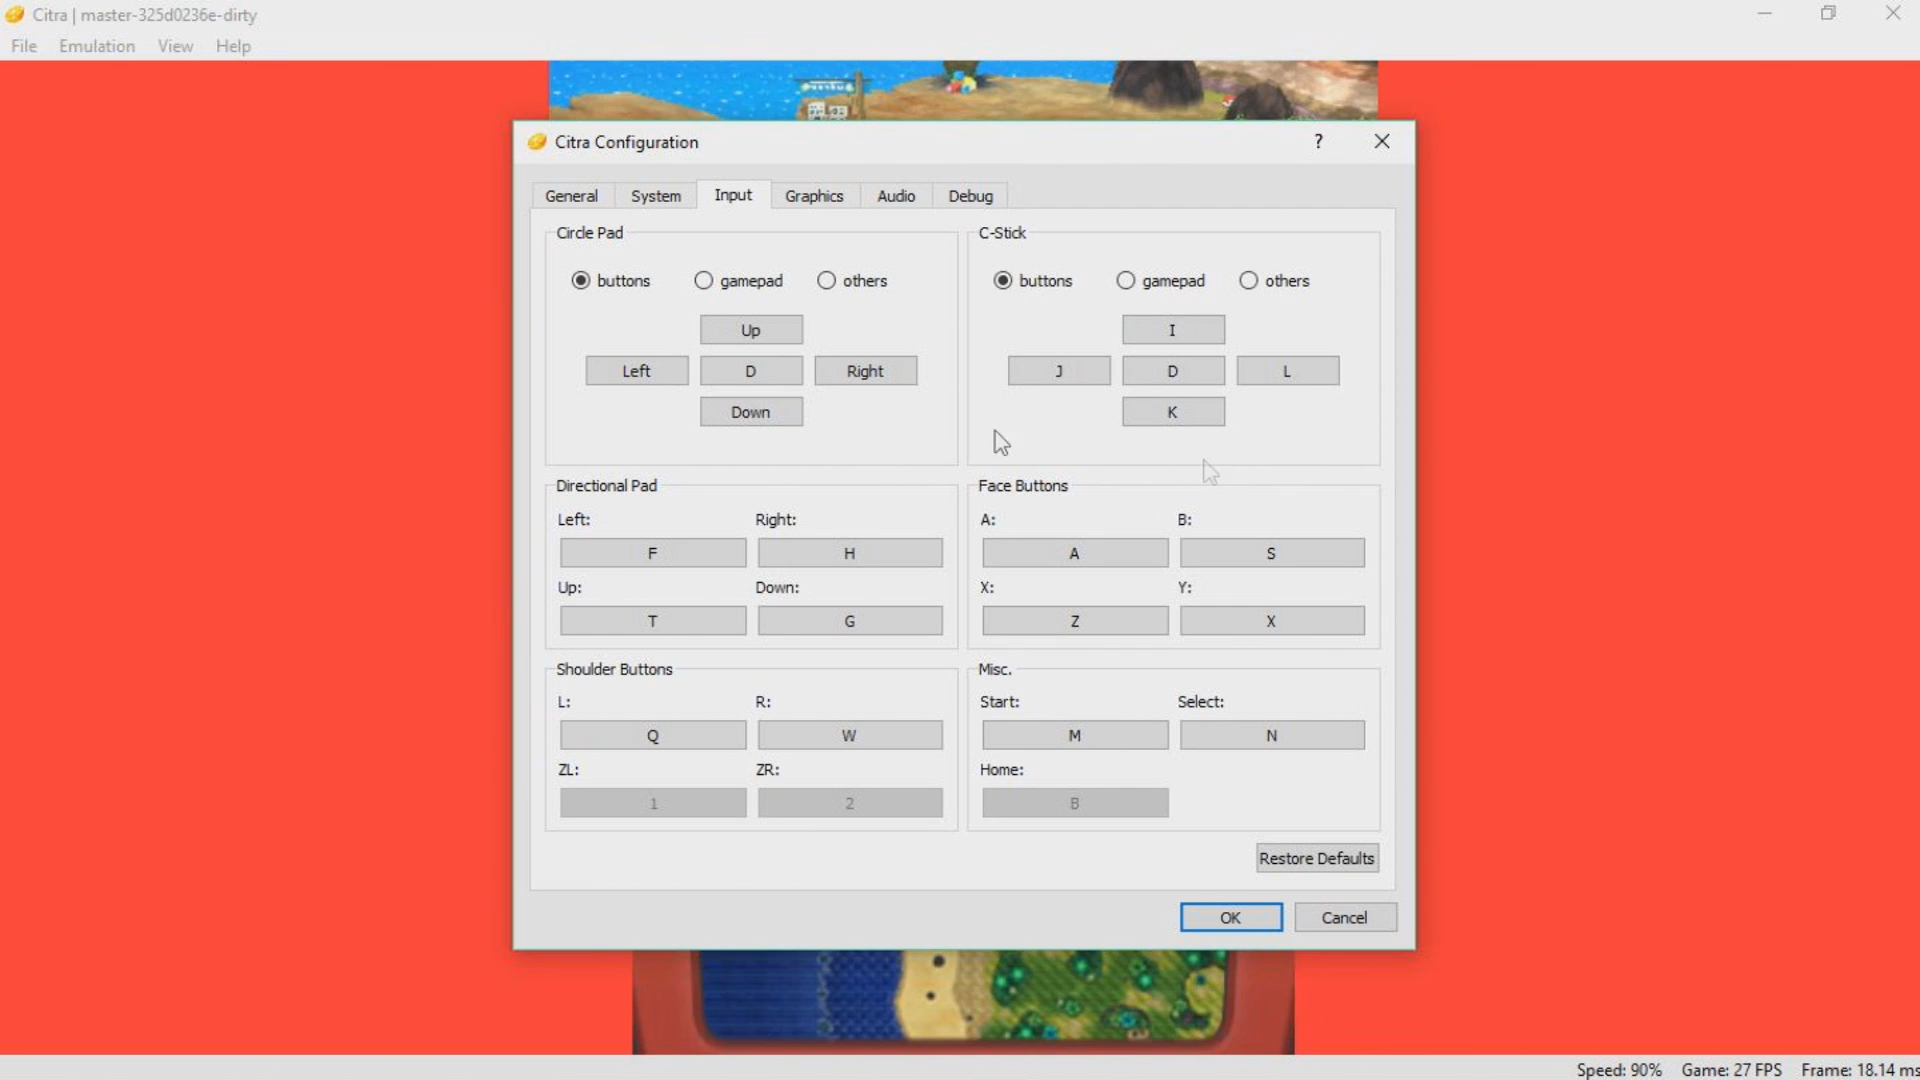 Citra | master-325d0236e-dirty
File Emulation View Help
Citra Configuration ?
General System Input Graphics Audio Debug
Circle Pad
buttons gamepad others
Up
Left D Right
Down
C-Stick
buttons gamepad others
I
J D L
K
Directional Pad
Left: Right:
F H
Up: Down:
T G
Face Buttons
A: B:
A S
X: Y:
Z X
Shoulder Buttons
L: R:
Q W
ZL: ZR:
1 2
Misc.
Start: Select:
M N
Home:
B
Restore Defaults
OK Cancel
Speed: 90% Game: 27 FPS Frame: 18.14 ms